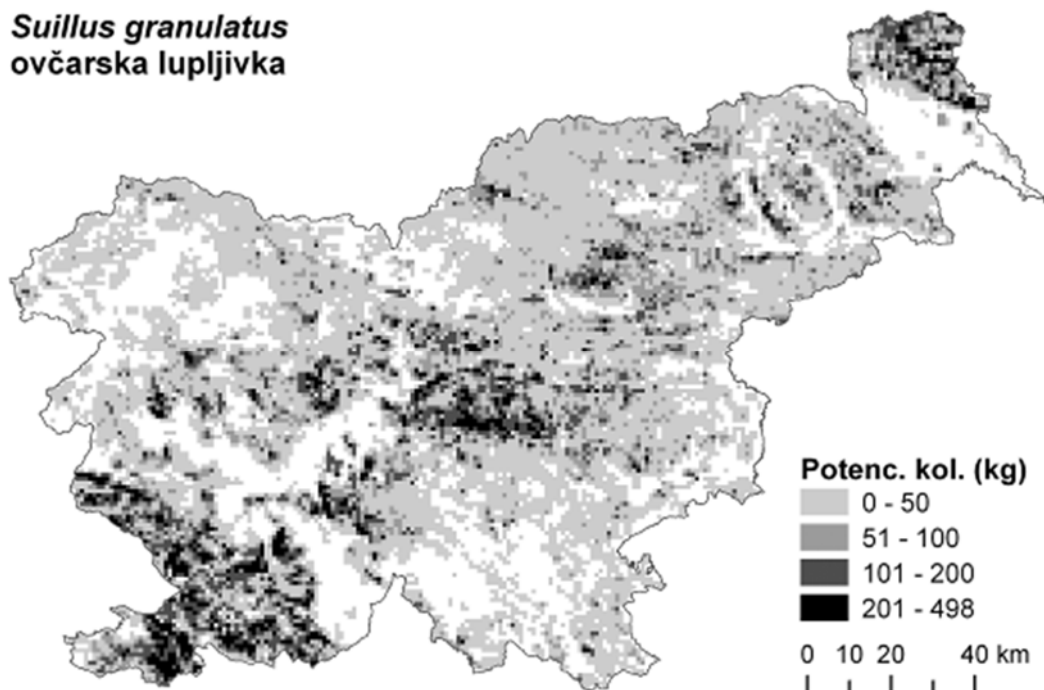 Suillus granulatus
ovčarska lupljivka
Potenc. kol. (kg)
0 - 50
51 - 100
101 - 200
201 - 498
0 10 20 40 km